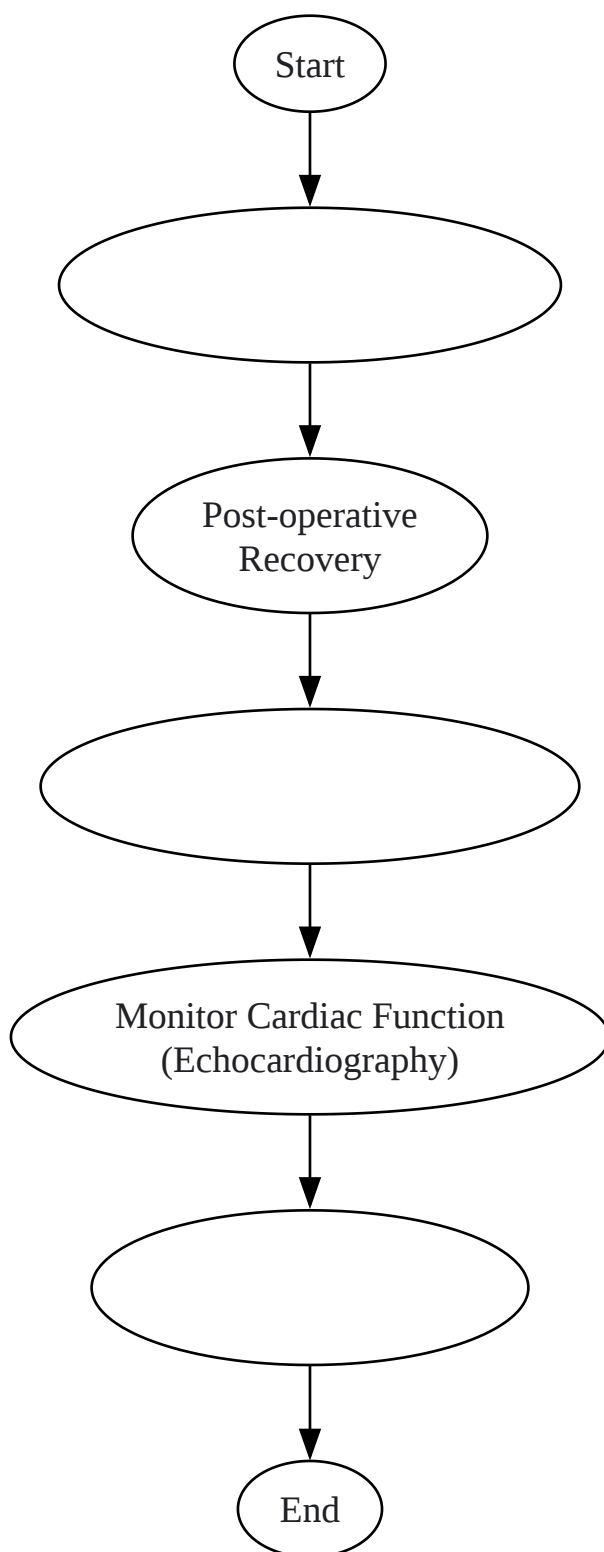 Start
Post-operative
Recovery
Monitor Cardiac Function
(Echocardiography)
End